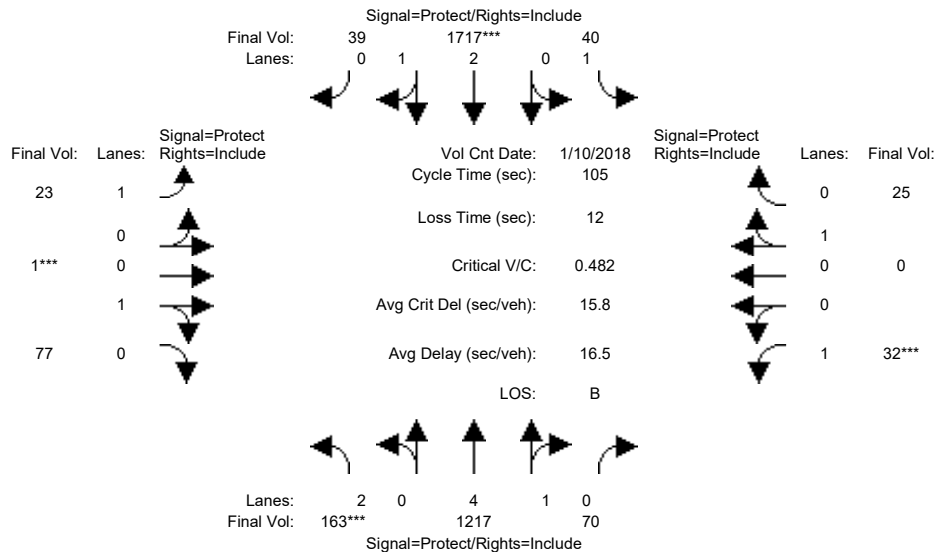 Signal=Protect/Rights=Include
Final Vol: 39 1717*** 40
Lanes: 0 1 2 0 1
Signal=Protect
Final Vol: Lanes: Rights=Include
Vol Cnt Date: 1/10/2018
Signal=Protect
Rights=Include Lanes: Final Vol:
Cycle Time (sec): 105
23 1
0 25
Loss Time (sec): 12
0
1
1*** 0
Critical V/C: 0.482
0 0
1
Avg Crit Del (sec/veh): 15.8
0
77 0
Avg Delay (sec/veh): 16.5
1 32***
LOS: B
Lanes: 2 0 4 1 0
Final Vol: 163*** 1217 70
Signal=Protect/Rights=Include